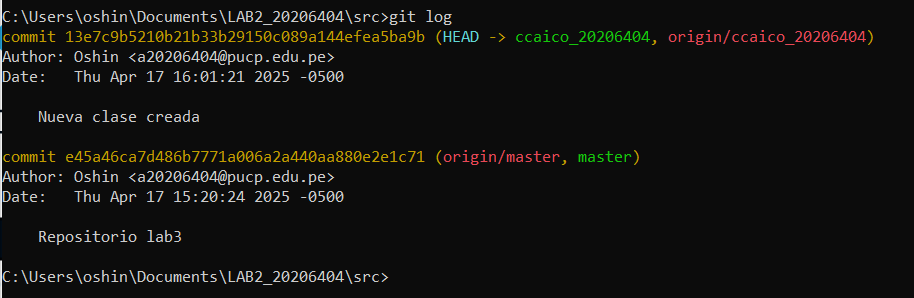 C:\Users\oshin\Documents\LAB2_20206404\src>git log
commit 13e7c9b5210b21b33b29150c089a144efea5ba9b (HEAD -> ccaico_20206404, origin/ccaico_20206404)
Author: Oshin <a20206404@pucp.edu.pe>
Date:   Thu Apr 17 16:01:21 2025 -0500
    Nueva clase creada
commit e45a46ca7d486b7771a006a2a440aa880e2e1c71 (origin/master, master)
Author: Oshin <a20206404@pucp.edu.pe>
Date:   Thu Apr 17 15:20:24 2025 -0500
    Repositorio lab3
C:\Users\oshin\Documents\LAB2_20206404\src>